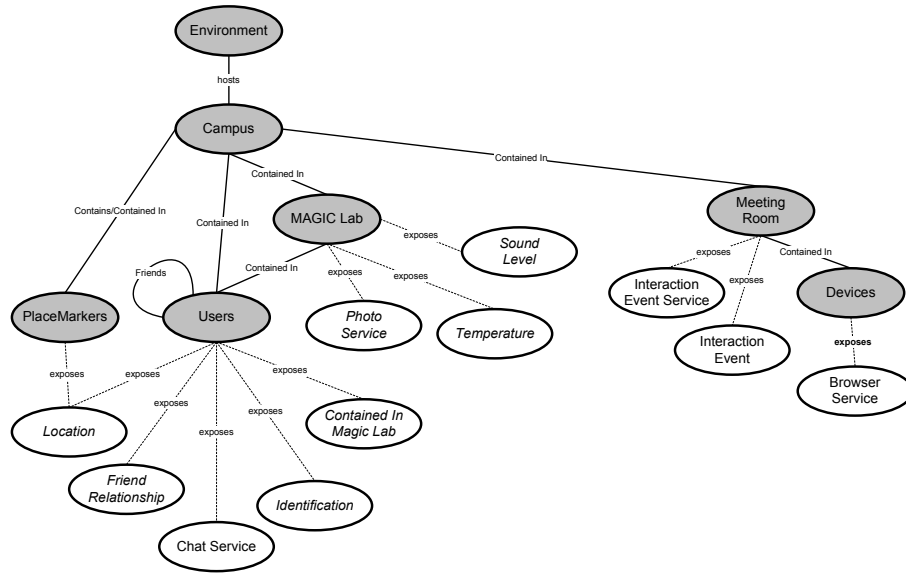 Environment
hosts
Campus
Contained In
Contained In
Contains/Contained In
Contained In
MAGIC Lab
Meeting
Room
exposes
Sound
Level
exposes
Contained In
Contained In
Friends
exposes
exposes
exposes
Interaction
Event Service
Devices
PlaceMarkers
Users
Photo
Service
Temperature
Interaction
Event
exposes
exposes
exposes
exposes
exposes
exposes
exposes
Browser
Service
Location
Contained In
Magic Lab
Friend
Relationship
Identification
Chat Service